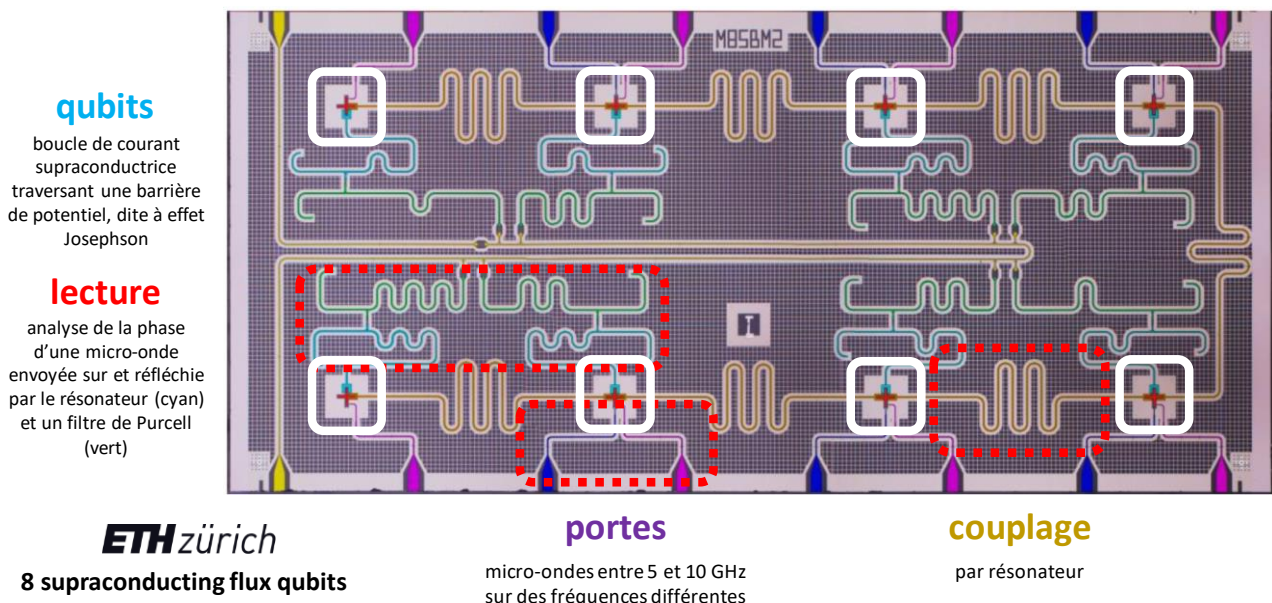 M85BM2
qubits
boucle de courant
supraconductrice
traversant une barrière
de potentiel, dite à effet
Josephson
lecture
analyse de la phase
d'une micro-onde
envoyée sur et réfléchie
par le résonateur (cyan)
et un filtre de Purcell
(vert)
ETH zürich
8 supraconducting flux qubits
portes
micro-ondes entre 5 et 10 GHz
sur des fréquences différentes
couplage
par résonateur